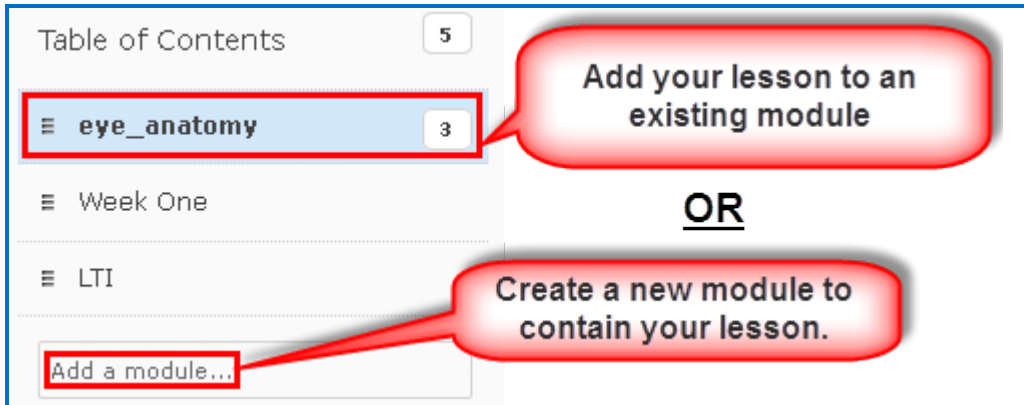 Table of Contents 5
Add your lesson to an
existing module
eye_anatomy 3
Week One
OR
LTI
Create a new module to
contain your lesson.
Add a module...